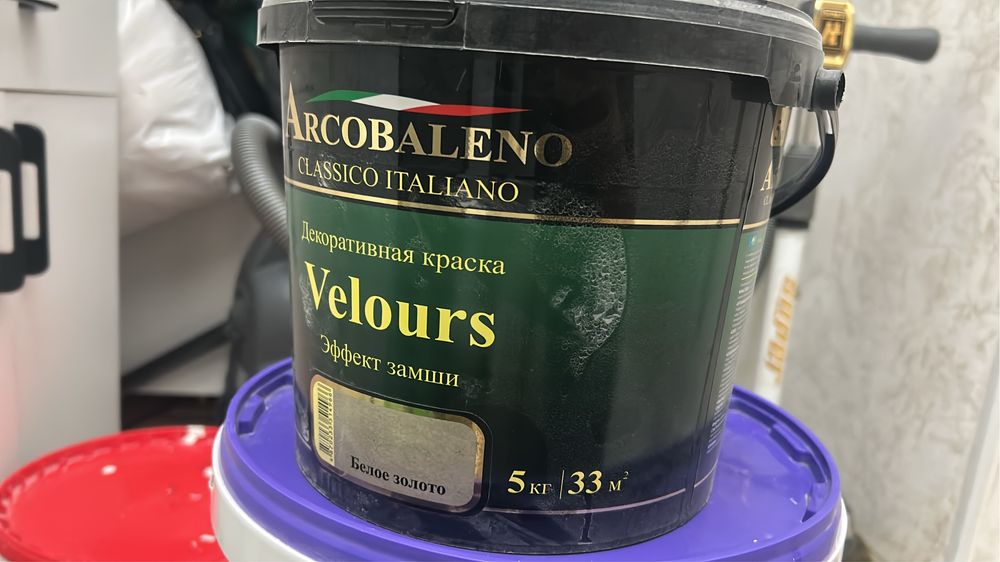 ARCOBALENO
CLASSICO ITALIANO
Декоративная краска
Velours
Эффект замши
Белое золото
5 кг 33 м²